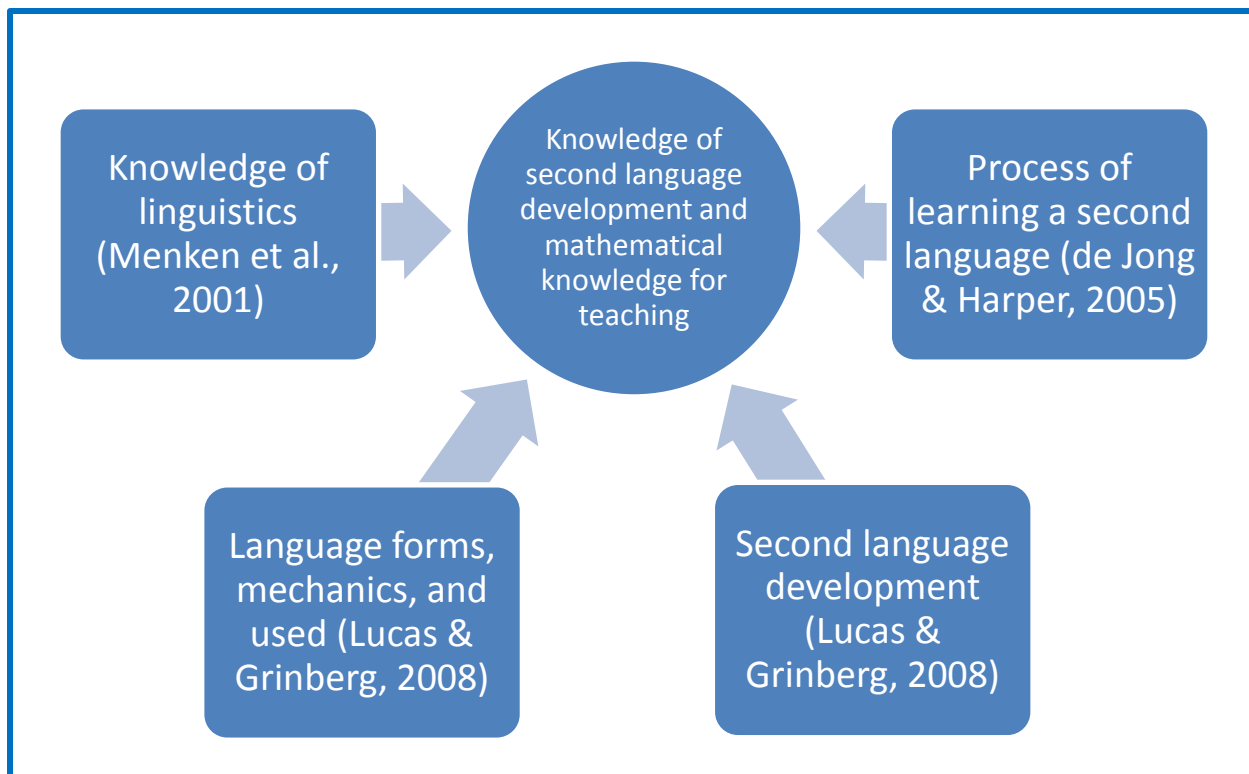 Knowledge of
linguistics
(Menken et al.,
2001)
Knowledge of
second language
development and
mathematical
knowledge for
teaching
Process of
learning a second
language (de Jong
& Harper, 2005)
Language forms,
mechanics, and
used (Lucas &
Grinberg, 2008)
Second language
development
(Lucas &
Grinberg, 2008)